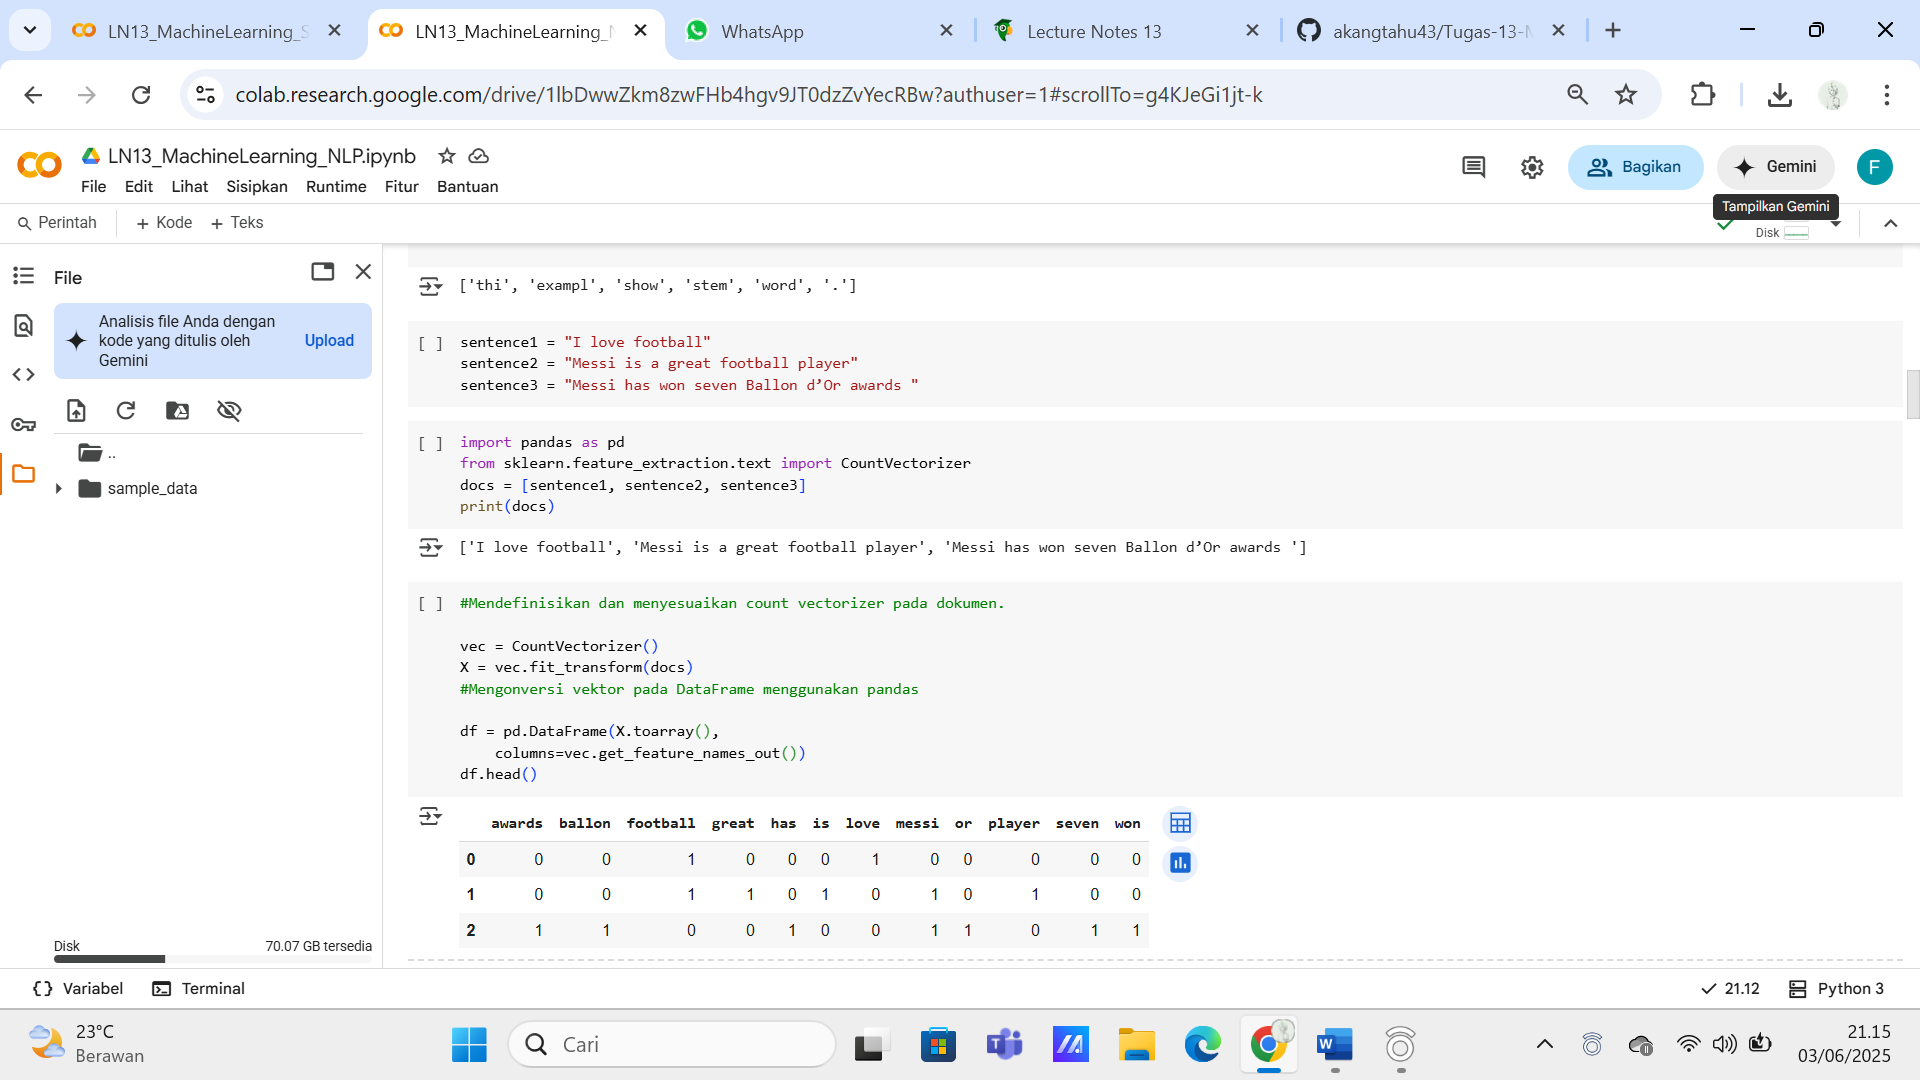 LN13_MachineLearning_S
LN13_MachineLearning_N
WhatsApp
Lecture Notes 13
akangtahu43/Tugas-13-M
colab.research.google.com/drive/1lbDwwZkm8zwFHb4hgv9JT0dzZvYecRBw?authuser=1#scrollTo=g4KJeGi1jt-k
LN13_MachineLearning_NLP.ipynb
File Edit Lihat Sisipkan Runtime Fitur Bantuan
Bagikan
Gemini
F
Tampilkan Gemini
Perintah + Kode + Teks
Disk
File
Analisis file Anda dengan
kode yang ditulis oleh
Gemini
Upload
..
sample_data
Disk 70.07 GB tersedia
['thi', 'exampl', 'show', 'stem', 'word', '.']
[ ] sentence1 = "I love football"
sentence2 = "Messi is a great football player"
sentence3 = "Messi has won seven Ballon d’Or awards "
[ ] import pandas as pd
from sklearn.feature_extraction.text import CountVectorizer
docs = [sentence1, sentence2, sentence3]
print(docs)
['I love football', 'Messi is a great football player', 'Messi has won seven Ballon d’Or awards ']
[ ] #Mendefinisikan dan menyesuaikan count vectorizer pada dokumen.
vec = CountVectorizer()
X = vec.fit_transform(docs)
#Mengonversi vektor pada DataFrame menggunakan pandas
df = pd.DataFrame(X.toarray(),
columns=vec.get_feature_names_out())
df.head()
awards ballon football great has is love messi or player seven won
0 0 0 1 0 0 0 1 0 0 0 0 0
1 0 0 1 1 0 1 0 1 0 1 0 0
2 1 1 0 0 1 0 0 1 1 0 1 1
Variabel Terminal
21.12 Python 3
23°C
Berawan
Cari
21.15
03/06/2025